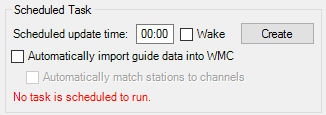 Scheduled Task
Scheduled update time: 00:00 Wake Create
Automatically import guide data into WMC
Automatically match stations to channels
No task is scheduled to run.